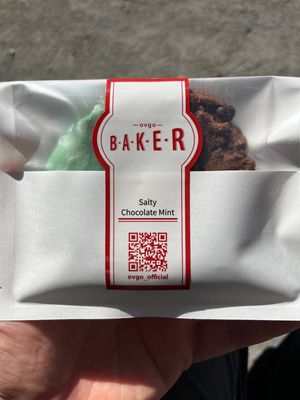 ovgo
B·A·K·E·R
Salty
Chocolate Mint
ovgo_official